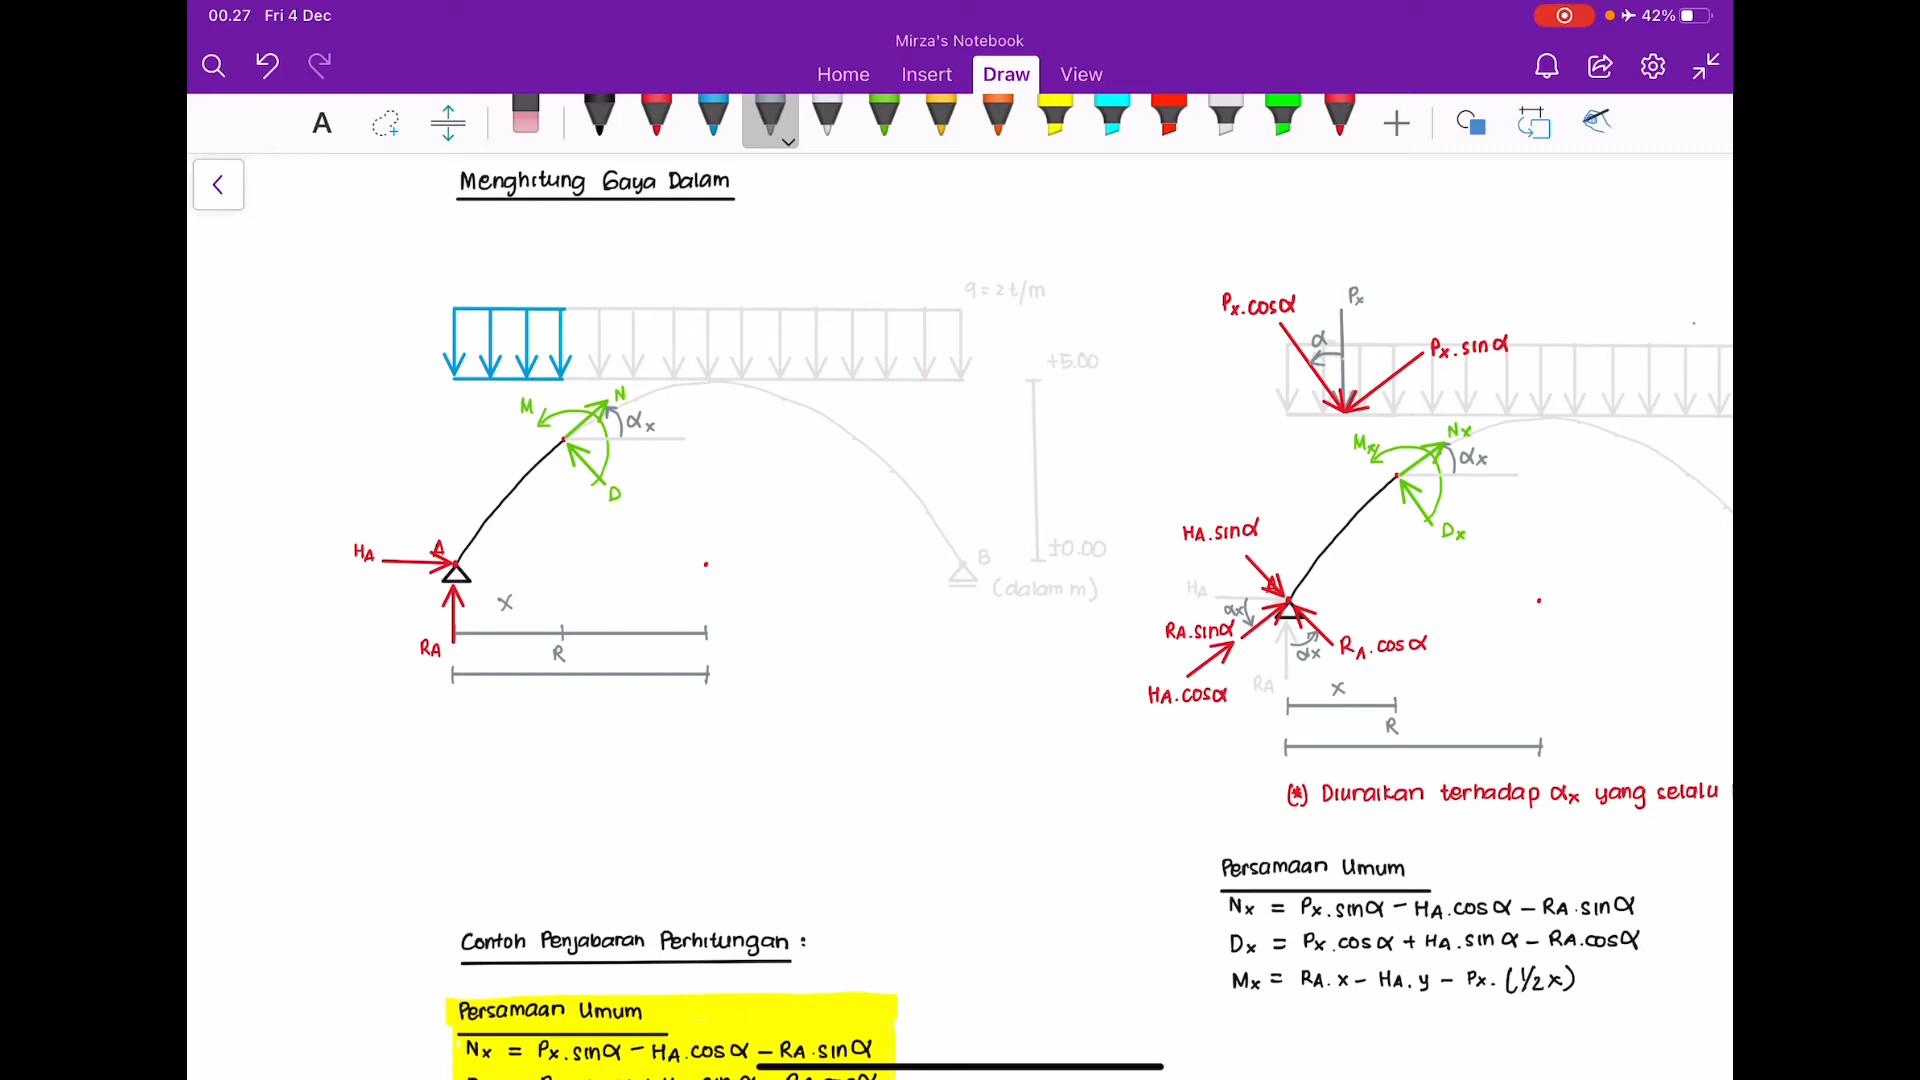 00.27 Fri 4 Dec
42%
Mirza's Notebook
Home Insert Draw View
A
Menghitung Gaya Dalam
q = 2 t/m
+5.00
M
N
αx
D
HA
A
±0.00
B
(dalam m)
x
RA
R
Px.cosα
Px
α
Px.sinα
Mx
Nx
αx
Dx
HA.sinα
HA
αx
RA.sinα
αx
RA.cosα
HA.cosα
RA
x
R
(*) Diuraikan terhadap αx yang selalu
Persamaan Umum
Nx = Px.sinα - HA.cosα - RA.sinα
Dx = Px.cosα + HA.sinα - RA.cosα
Mx = RA.x - HA.y - Px.(1/2 x)
Contoh Penjabaran Perhitungan :
Persamaan Umum
Nx = Px.sinα - HA.cosα - RA.sinα